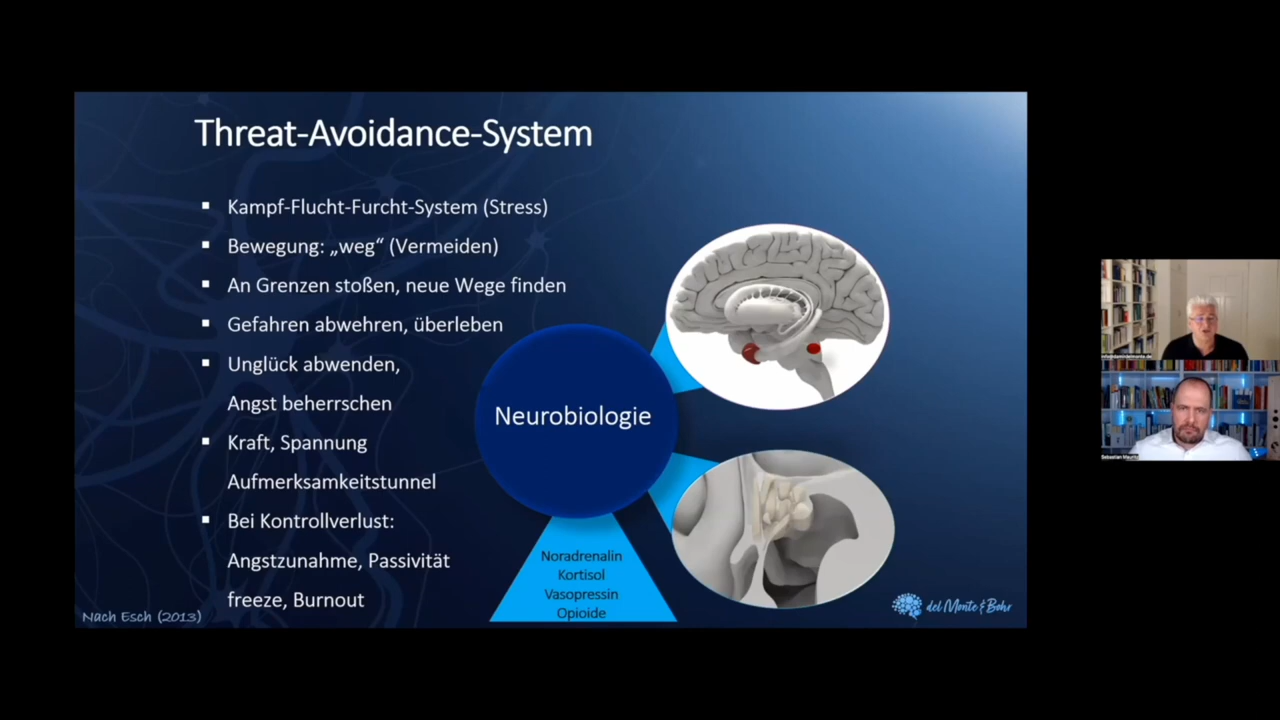 Threat-Avoidance-System
Kampf-Flucht-Furcht-System (Stress)
Bewegung: „weg“ (Vermeiden)
An Grenzen stoßen, neue Wege finden
Gefahren abwehren, überleben
Unglück abwenden,
Angst beherrschen
Kraft, Spannung
Aufmerksamkeitstunnel
Bei Kontrollverlust:
Angstzunahme, Passivität
freeze, Burnout
Neurobiologie
Noradrenalin
Kortisol
Vasopressin
Opioide
Nach Esch (2013)
del Monte & Bohr
Sebastian Mauritz